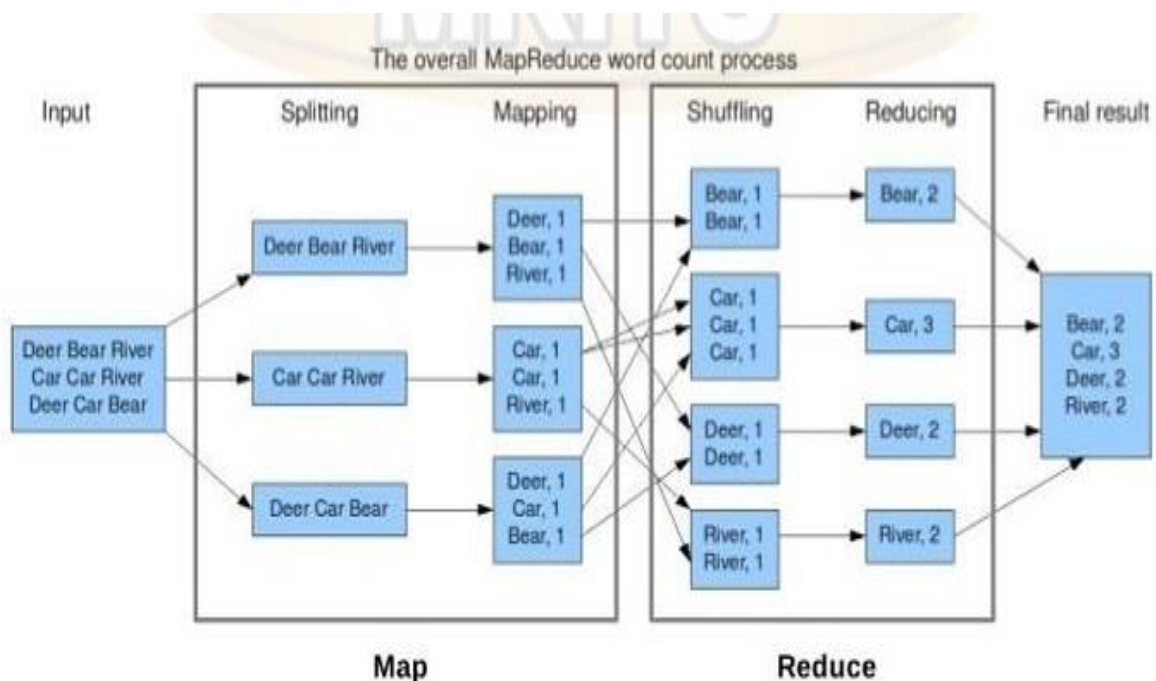 MRITS
The overall MapReduce word count process
Input
Splitting
Mapping
Shuffling
Reducing
Final result
Deer Bear River
Car Car River
Deer Car Bear
Deer Bear River
Car Car River
Deer Car Bear
Deer, 1
Bear, 1
River, 1
Car, 1
Car, 1
River, 1
Deer, 1
Car, 1
Bear, 1
Bear, 1
Bear, 1
Car, 1
Car, 1
Car, 1
Deer, 1
Deer, 1
River, 1
River, 1
Bear, 2
Car, 3
Deer, 2
River, 2
Bear, 2
Car, 3
Deer, 2
River, 2
Map
Reduce